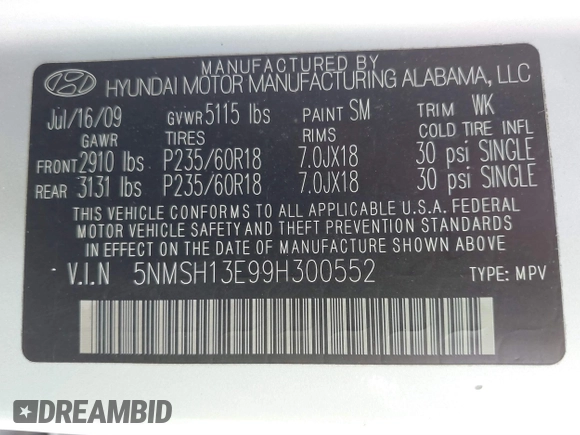 MANUFACTURED BY
HYUNDAI MOTOR MANUFACTURING ALABAMA, LLC
Jul/16/09 GVWR 5115 lbs PAINT SM TRIM WK
GAWR TIRES RIMS COLD TIRE INFL
FRONT 2910 lbs P235/60R18 7.0JX18 30 psi SINGLE
REAR 3131 lbs P235/60R18 7.0JX18 30 psi SINGLE
THIS VEHICLE CONFORMS TO ALL APPLICABLE U.S.A. FEDERAL
MOTOR VEHICLE SAFETY AND THEFT PREVENTION STANDARDS
IN EFFECT ON THE DATE OF MANUFACTURE SHOWN ABOVE
V.I.N 5NMSH13E99H300552 TYPE: MPV
DREAMBID